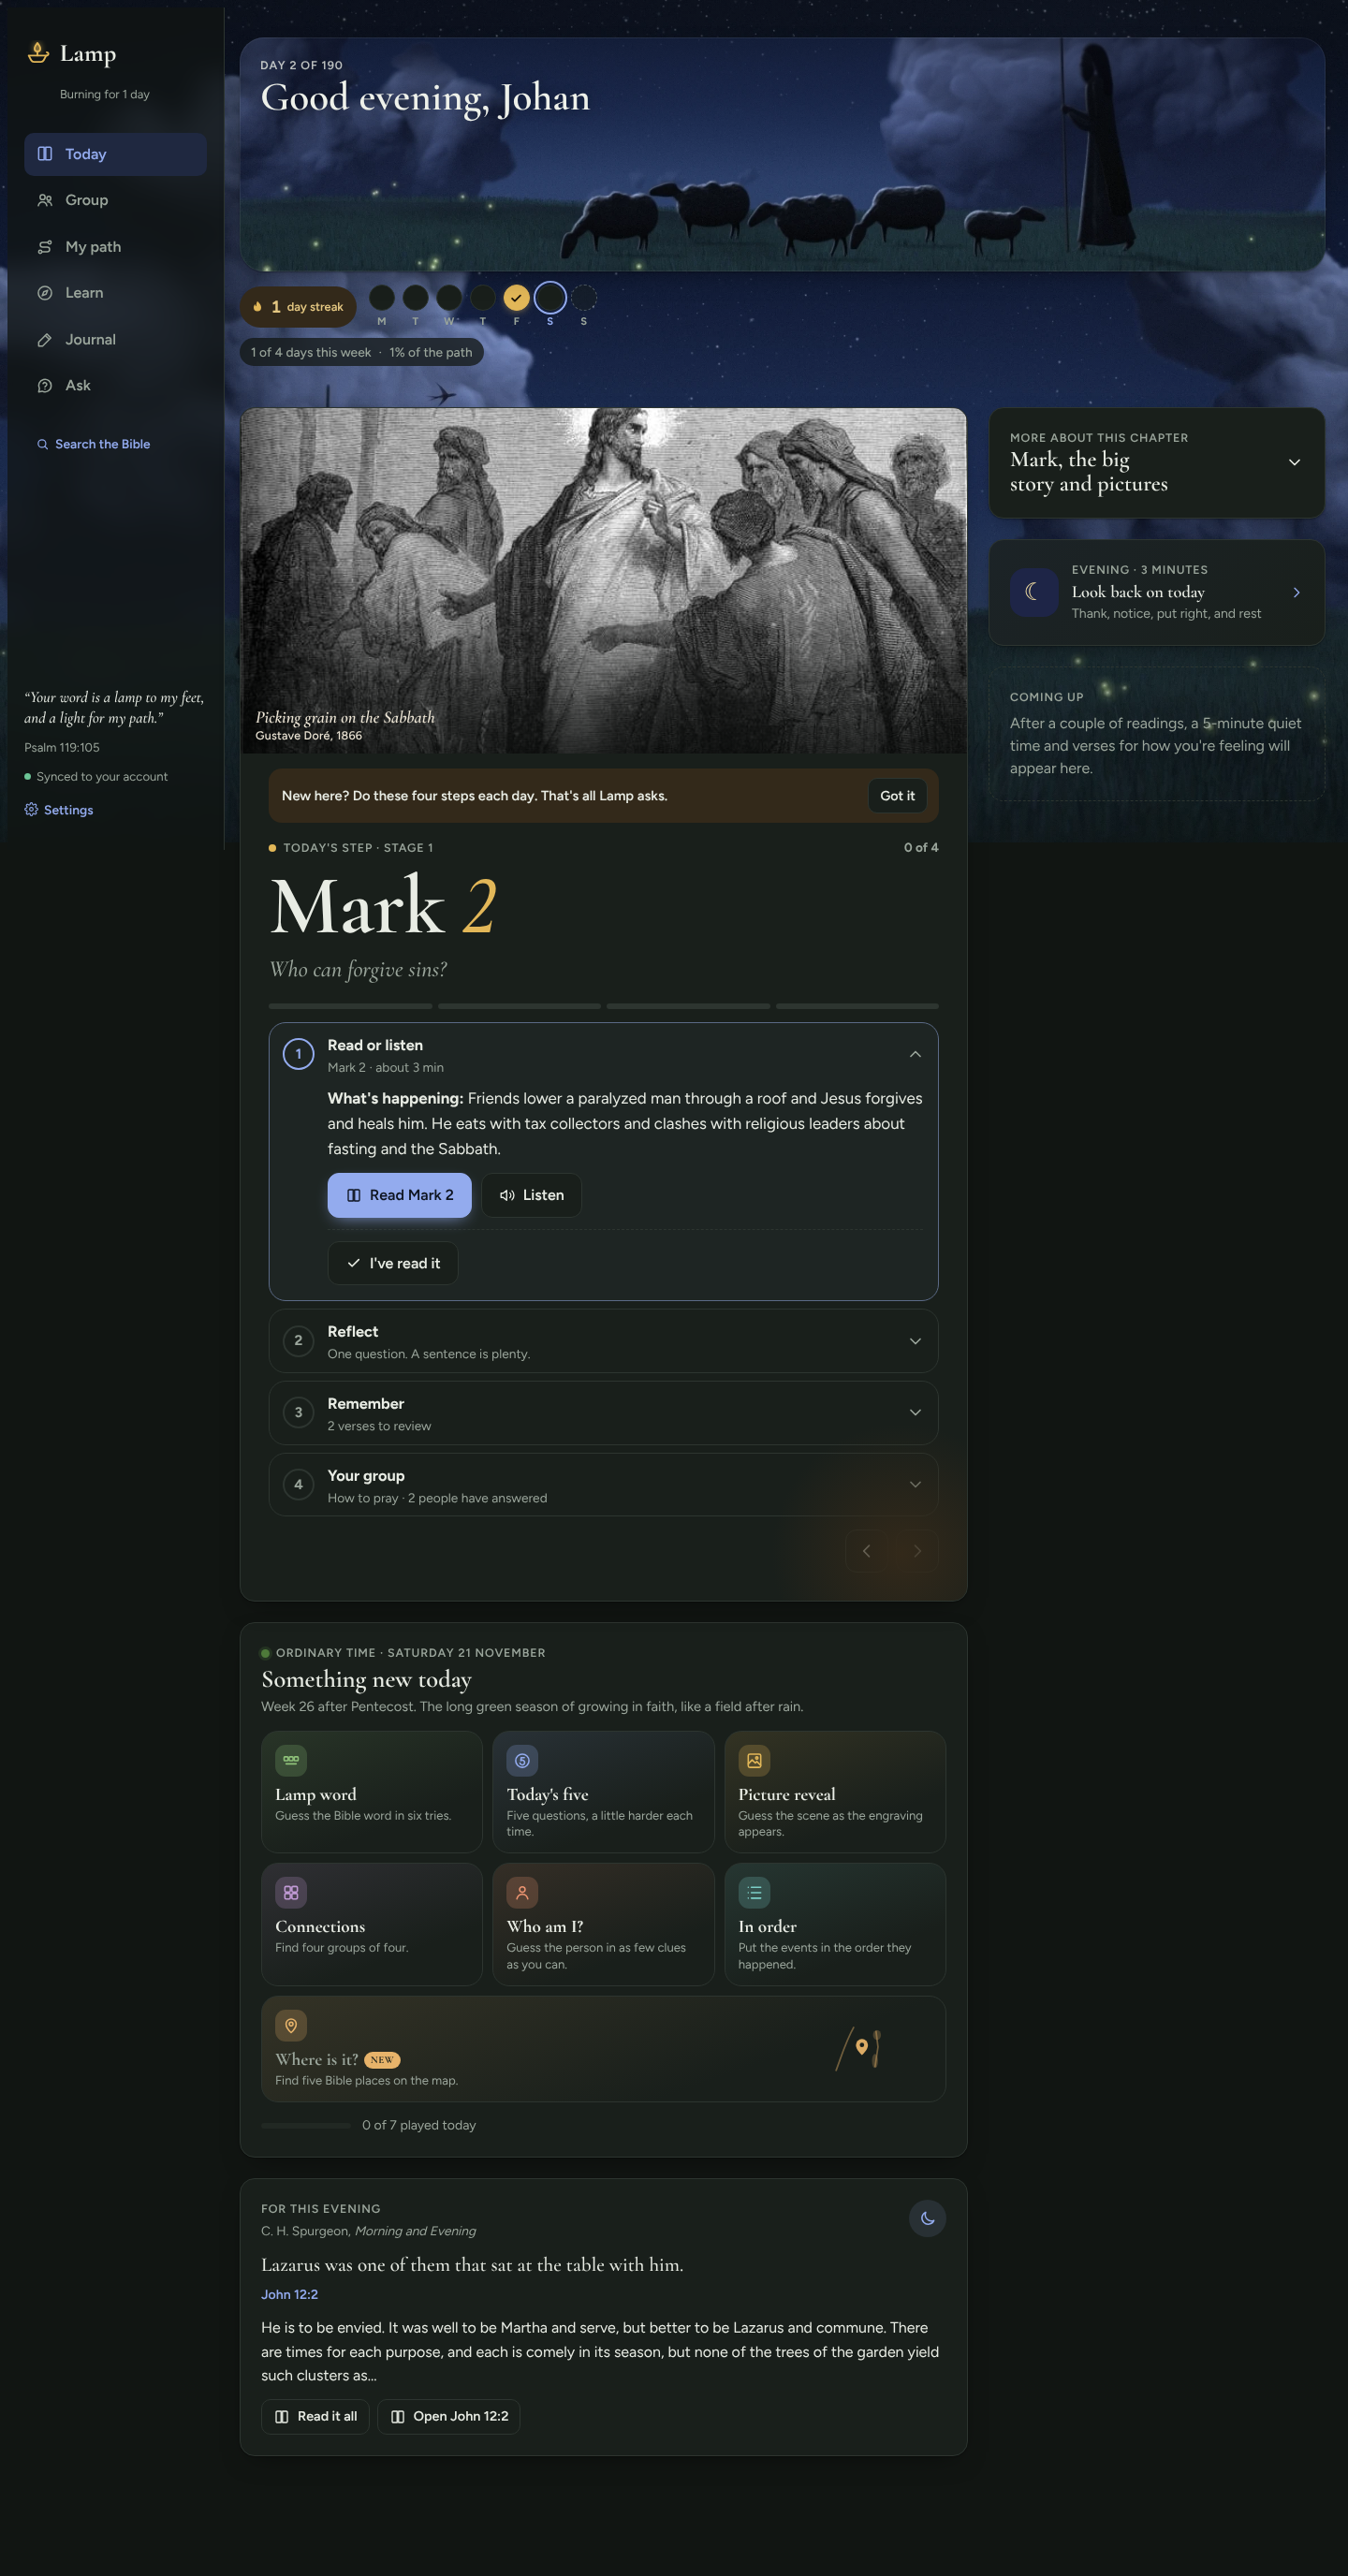 Lamp
Burning for 1 day
Today
Group
My path
Learn
Journal
Ask
Search the Bible
“Your word is a lamp to my feet,
and a light for my path.”
Psalm 119:105
Synced to your account
Settings
DAY 2 OF 190
Good evening, Johan
1 day streak
M T W T F S S
1 of 4 days this week · 1% of the path
Picking grain on the Sabbath
Gustave Doré, 1866
New here? Do these four steps each day. That's all Lamp asks.
Got it
TODAY'S STEP · STAGE 1
0 of 4
Mark 2
Who can forgive sins?
1
Read or listen
Mark 2 · about 3 min
What's happening: Friends lower a paralyzed man through a roof and Jesus forgives
and heals him. He eats with tax collectors and clashes with religious leaders about
fasting and the Sabbath.
Read Mark 2
Listen
I've read it
2
Reflect
One question. A sentence is plenty.
3
Remember
2 verses to review
4
Your group
How to pray · 2 people have answered
MORE ABOUT THIS CHAPTER
Mark, the big
story and pictures
EVENING · 3 MINUTES
Look back on today
Thank, notice, put right, and rest
COMING UP
After a couple of readings, a 5-minute quiet
time and verses for how you're feeling will
appear here.
ORDINARY TIME · SATURDAY 21 NOVEMBER
Something new today
Week 26 after Pentecost. The long green season of growing in faith, like a field after rain.
Lamp word
Guess the Bible word in six tries.
5
Today's five
Five questions, a little harder each
time.
Picture reveal
Guess the scene as the engraving
appears.
Connections
Find four groups of four.
Who am I?
Guess the person in as few clues
as you can.
In order
Put the events in the order they
happened.
Where is it? NEW
Find five Bible places on the map.
0 of 7 played today
FOR THIS EVENING
C. H. Spurgeon, Morning and Evening
Lazarus was one of them that sat at the table with him.
John 12:2
He is to be envied. It was well to be Martha and serve, but better to be Lazarus and commune. There
are times for each purpose, and each is comely in its season, but none of the trees of the garden yield
such clusters as…
Read it all
Open John 12:2